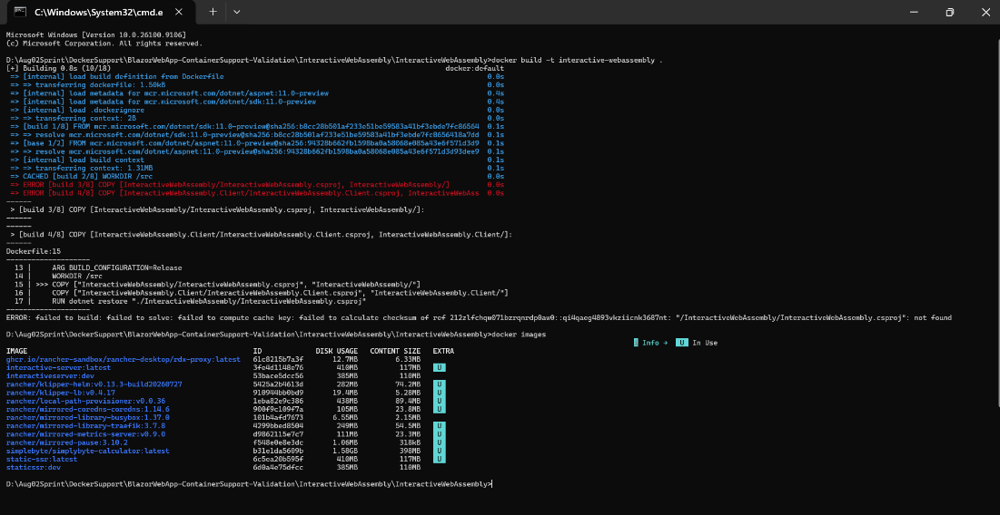 C:\Windows\System32\cmd.e
Microsoft Windows [Version 10.0.26100.9106]
(c) Microsoft Corporation. All rights reserved.
D:\Aug02Sprint\DockerSupport\BlazorWebApp-ContainerSupport-Validation\InteractiveWebAssembly\InteractiveWebAssembly>docker build -t interactive-webassembly .
[+] Building 0.8s (10/18) docker:default
=> [internal] load build definition from Dockerfile 0.0s
=> => transferring dockerfile: 1.50kB 0.0s
=> [internal] load metadata for mcr.microsoft.com/dotnet/aspnet:11.0-preview 0.4s
=> [internal] load metadata for mcr.microsoft.com/dotnet/sdk:11.0-preview 0.4s
=> [internal] load .dockerignore 0.0s
=> => transferring context: 2B 0.0s
=> [build 1/8] FROM mcr.microsoft.com/dotnet/sdk:11.0-preview@sha256:b8cc28b501af233e51be59583a41bf3ebde7fc86564 0.1s
=> => resolve mcr.microsoft.com/dotnet/sdk:11.0-preview@sha256:b8cc28b501af233e51be59583a41bf3ebde7fc8656418a7dd 0.1s
=> [base 1/2] FROM mcr.microsoft.com/dotnet/aspnet:11.0-preview@sha256:94328b662fb1598ba0a58068e085a43e6f571d3d9 0.1s
=> => resolve mcr.microsoft.com/dotnet/aspnet:11.0-preview@sha256:94328b662fb1598ba0a58068e085a43e6f571d3d93dee9 0.1s
=> [internal] load build context 0.1s
=> => transferring context: 1.31MB 0.1s
=> CACHED [build 2/8] WORKDIR /src 0.0s
=> ERROR [build 3/8] COPY [InteractiveWebAssembly/InteractiveWebAssembly.csproj, InteractiveWebAssembly/] 0.0s
=> ERROR [build 4/8] COPY [InteractiveWebAssembly.Client/InteractiveWebAssembly.Client.csproj, InteractiveWebAss 0.0s
------
> [build 3/8] COPY [InteractiveWebAssembly/InteractiveWebAssembly.csproj, InteractiveWebAssembly/]:
------
------
> [build 4/8] COPY [InteractiveWebAssembly.Client/InteractiveWebAssembly.Client.csproj, InteractiveWebAssembly.Client/]:
------
Dockerfile:15
--------------------
13 | ARG BUILD_CONFIGURATION=Release
14 | WORKDIR /src
15 | >>> COPY ["InteractiveWebAssembly/InteractiveWebAssembly.csproj", "InteractiveWebAssembly/"]
16 | COPY ["InteractiveWebAssembly.Client/InteractiveWebAssembly.Client.csproj", "InteractiveWebAssembly.Client/"]
17 | RUN dotnet restore "./InteractiveWebAssembly/InteractiveWebAssembly.csproj"
--------------------
ERROR: failed to build: failed to solve: failed to compute cache key: failed to calculate checksum of ref 212zlfchqw071bzrqnrdp0aw0::qi4qaeg4893vkziicnk3687nt: "/InteractiveWebAssembly/InteractiveWebAssembly.csproj": not found
D:\Aug02Sprint\DockerSupport\BlazorWebApp-ContainerSupport-Validation\InteractiveWebAssembly\InteractiveWebAssembly>docker images
i Info → U In Use
IMAGE ID DISK USAGE CONTENT SIZE EXTRA
ghcr.io/rancher-sandbox/rancher-desktop/rdx-proxy:latest 61c8215b7a3f 12.7MB 6.33MB
interactive-server:latest 3fe4d1148e76 410MB 117MB U
interactiveserver:dev 53bace5dcc56 385MB 110MB
rancher/klipper-helm:v0.13.3-build20260727 5425a2b4613d 282MB 74.2MB U
rancher/klipper-lb:v0.4.17 910944bb0bd9 19.4MB 5.28MB U
rancher/local-path-provisioner:v0.0.36 1eba82e9c386 438MB 89.4MB U
rancher/mirrored-coredns-coredns:1.14.6 900f9c109f7a 105MB 23.8MB U
rancher/mirrored-library-busybox:1.37.0 101b4afd7673 6.55MB 2.15MB
rancher/mirrored-library-traefik:3.7.8 4299bbed8504 249MB 54.5MB U
rancher/mirrored-metrics-server:v0.9.0 d9862115e7c7 111MB 23.3MB U
rancher/mirrored-pause:3.10.2 f548e0e8e3dc 1.06MB 318kB U
simplebyte/simplybyte-calculator:latest b31e1da5609b 1.58GB 398MB U
static-ssr:latest 6c5ea20b595f 410MB 117MB U
staticssr:dev 6d0a4e75dfcc 385MB 110MB
D:\Aug02Sprint\DockerSupport\BlazorWebApp-ContainerSupport-Validation\InteractiveWebAssembly\InteractiveWebAssembly>